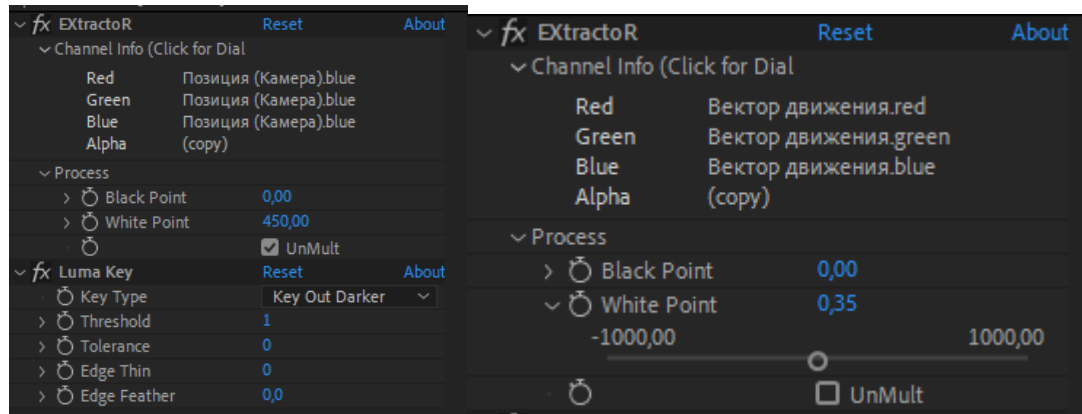 fx EXtractoR Reset About
Channel Info (Click for Dial
Red Позиция (Камера).blue
Green Позиция (Камера).blue
Blue Позиция (Камера).blue
Alpha (copy)
Process
Black Point 0,00
White Point 450,00
UnMult
fx Luma Key Reset About
Key Type Key Out Darker
Threshold 1
Tolerance 0
Edge Thin 0
Edge Feather 0,0
fx EXtractoR Reset About
Channel Info (Click for Dial
Red Вектор движения.red
Green Вектор движения.green
Blue Вектор движения.blue
Alpha (copy)
Process
Black Point 0,00
White Point 0,35
-1000,00 1000,00
UnMult